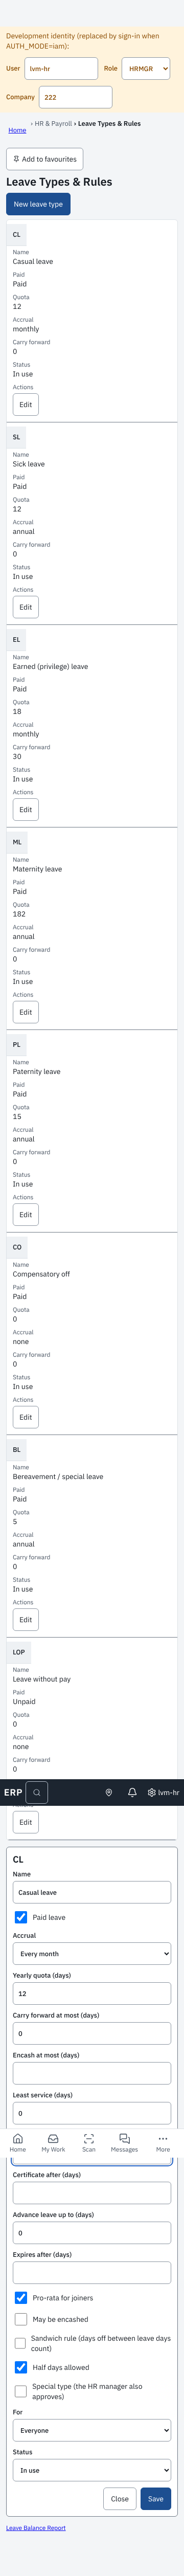 Development identity (replaced by sign-in when
AUTH_MODE=iam):
User lvm-hr Role HRMGR
Company 222
Home › HR & Payroll › Leave Types & Rules
Add to favourites
Leave Types & Rules
New leave type
CL
Name
Casual leave
Paid
Paid
Quota
12
Accrual
monthly
Carry forward
0
Status
In use
Actions
Edit
SL
Name
Sick leave
Paid
Paid
Quota
12
Accrual
annual
Carry forward
0
Status
In use
Actions
Edit
EL
Name
Earned (privilege) leave
Paid
Paid
Quota
18
Accrual
monthly
Carry forward
30
Status
In use
Actions
Edit
ML
Name
Maternity leave
Paid
Paid
Quota
182
Accrual
annual
Carry forward
0
Status
In use
Actions
Edit
PL
Name
Paternity leave
Paid
Paid
Quota
15
Accrual
annual
Carry forward
0
Status
In use
Actions
Edit
CO
Name
Compensatory off
Paid
Paid
Quota
0
Accrual
none
Carry forward
0
Status
In use
Actions
Edit
BL
Name
Bereavement / special leave
Paid
Paid
Quota
5
Accrual
annual
Carry forward
0
Status
In use
Actions
Edit
LOP
Name
Leave without pay
Paid
Unpaid
Quota
0
Accrual
none
Carry forward
0
ERP lvm-hr
Edit
CL
Name
Casual leave
Paid leave
Accrual
Every month
Yearly quota (days)
12
Carry forward at most (days)
0
Encash at most (days)
Least service (days)
0
Home My Work Scan Messages More
Certificate after (days)
Advance leave up to (days)
0
Expires after (days)
Pro-rata for joiners
May be encashed
Sandwich rule (days off between leave days
count)
Half days allowed
Special type (the HR manager also
approves)
For
Everyone
Status
In use
Close Save
Leave Balance Report